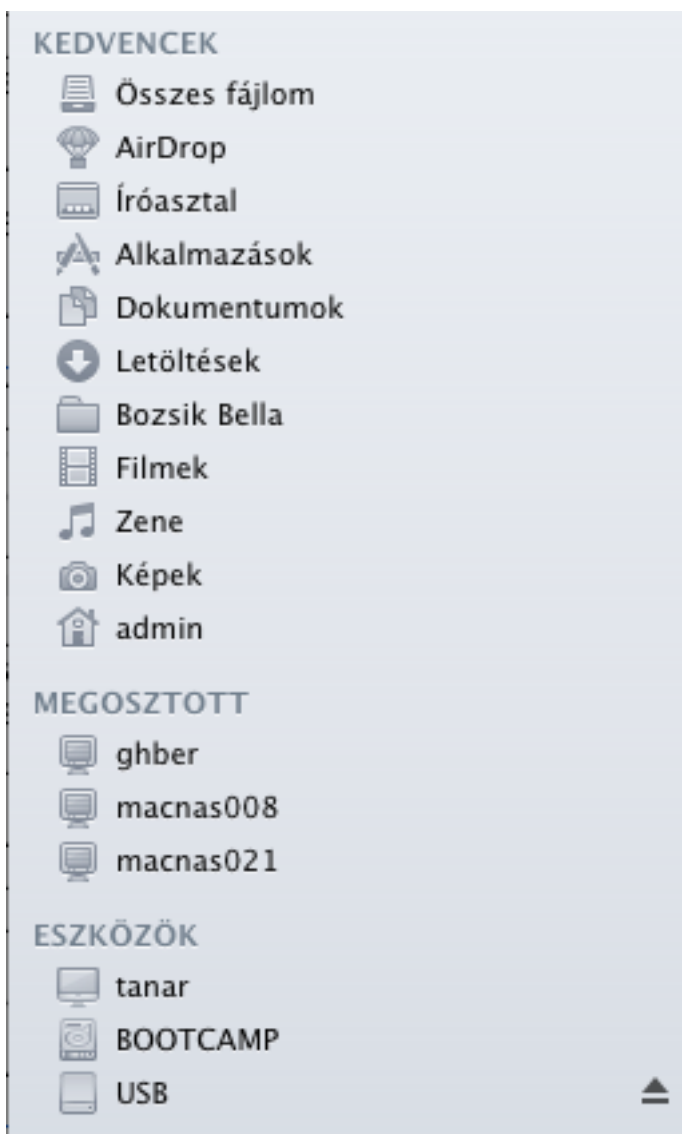 KEDVENCEK
Összes fájlom
AirDrop
Íróasztal
Alkalmazások
Dokumentumok
Letöltések
Bozsik Bella
Filmek
Zene
Képek
admin
MEGOSZTOTT
ghber
macnas008
macnas021
ESZKÖZÖK
tanar
BOOTCAMP
USB